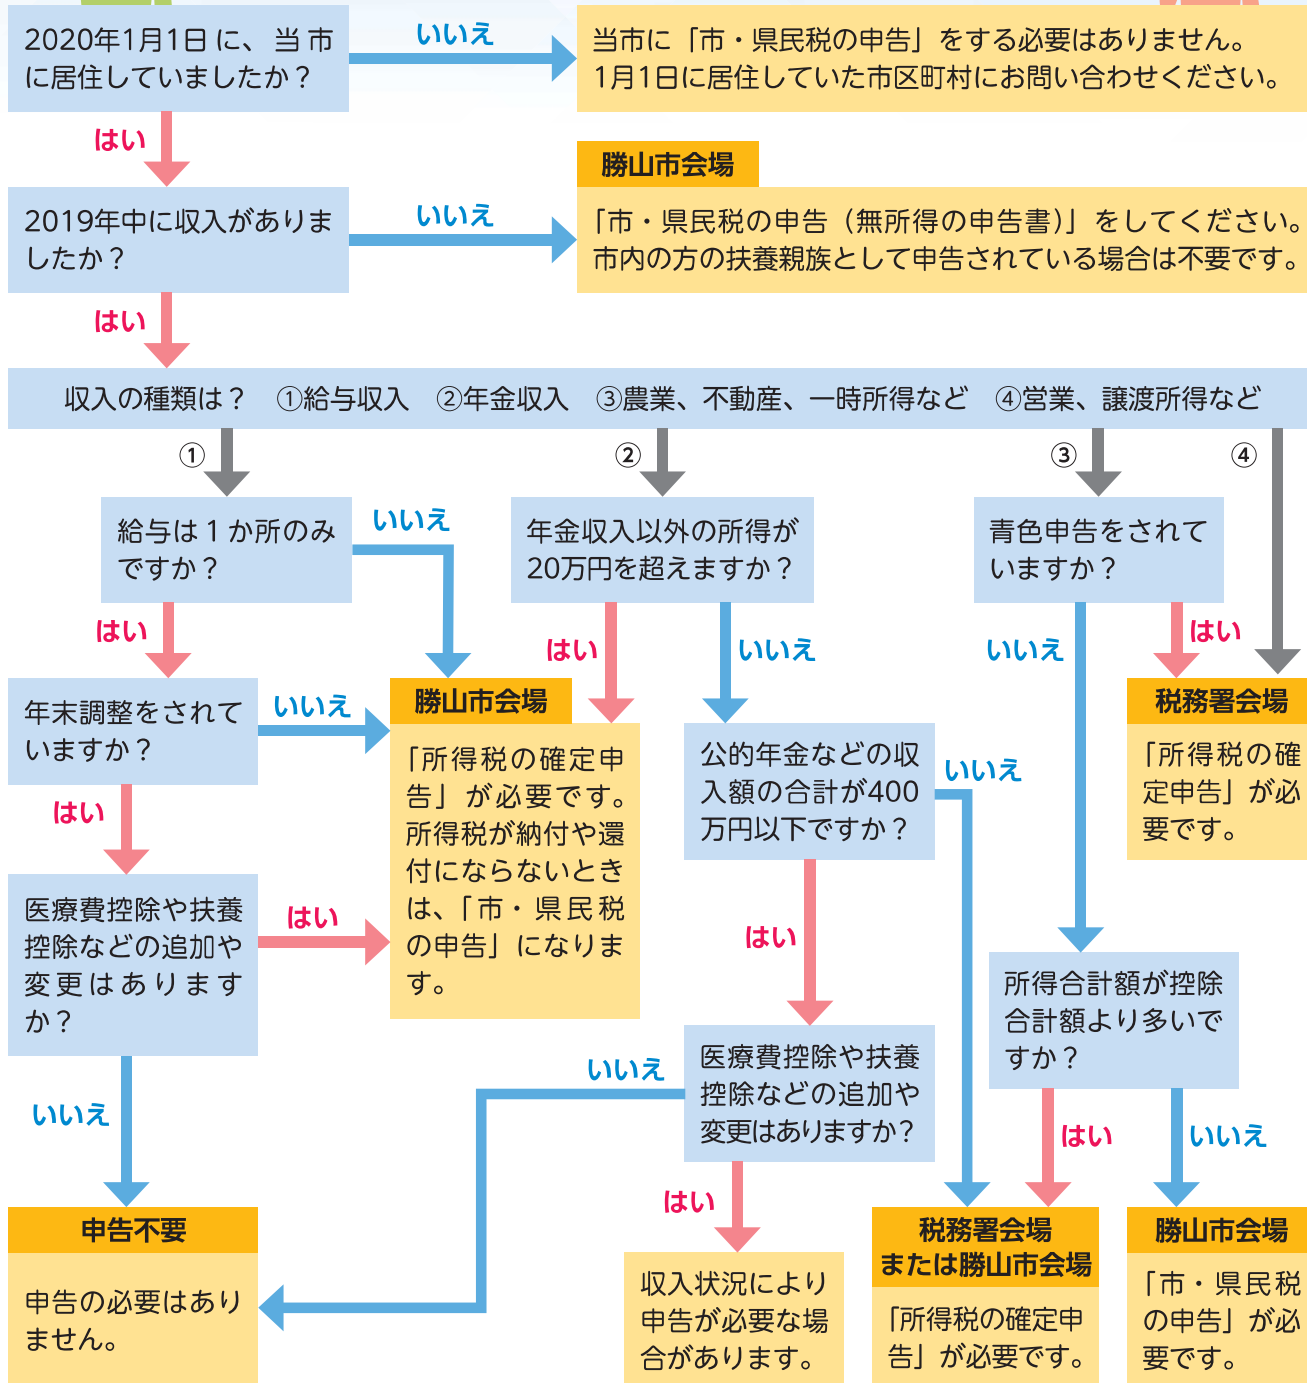 2020年1月1日に、当市
に居住していましたか？
いいえ
当市に「市・県民税の申告」をする必要はありません。
1月1日に居住していた市区町村にお問い合わせください。
はい
勝山市会場
2019年中に収入がありま
したか？
いいえ
「市・県民税の申告（無所得の申告書）」をしてください。
市内の方の扶養親族として申告されている場合は不要です。
はい
収入の種類は？　①給与収入　②年金収入　③農業、不動産、一時所得など　④営業、譲渡所得など
①
②
③
④
給与は１か所のみ
ですか？
いいえ
年金収入以外の所得が
20万円を超えますか？
青色申告をされて
いますか？
はい
はい
いいえ
いいえ
はい
年末調整をされて
いますか？
いいえ
勝山市会場
「所得税の確定申
告」が必要です。
所得税が納付や還
付にならないとき
は、「市・県民税
の申告」になりま
す。
公的年金などの収
入額の合計が400
万円以下ですか？
いいえ
税務署会場
「所得税の確
定申告」が必
要です。
はい
医療費控除や扶養
控除などの追加や
変更はあります
か？
はい
はい
所得合計額が控除
合計額より多いで
すか？
いいえ
いいえ
医療費控除や扶養
控除などの追加や
変更はありますか？
はい
はい
いいえ
申告不要
申告の必要はあり
ません。
収入状況により
申告が必要な場
合があります。
税務署会場
または勝山市会場
「所得税の確定申
告」が必要です。
勝山市会場
「市・県民税
の申告」が必
要です。